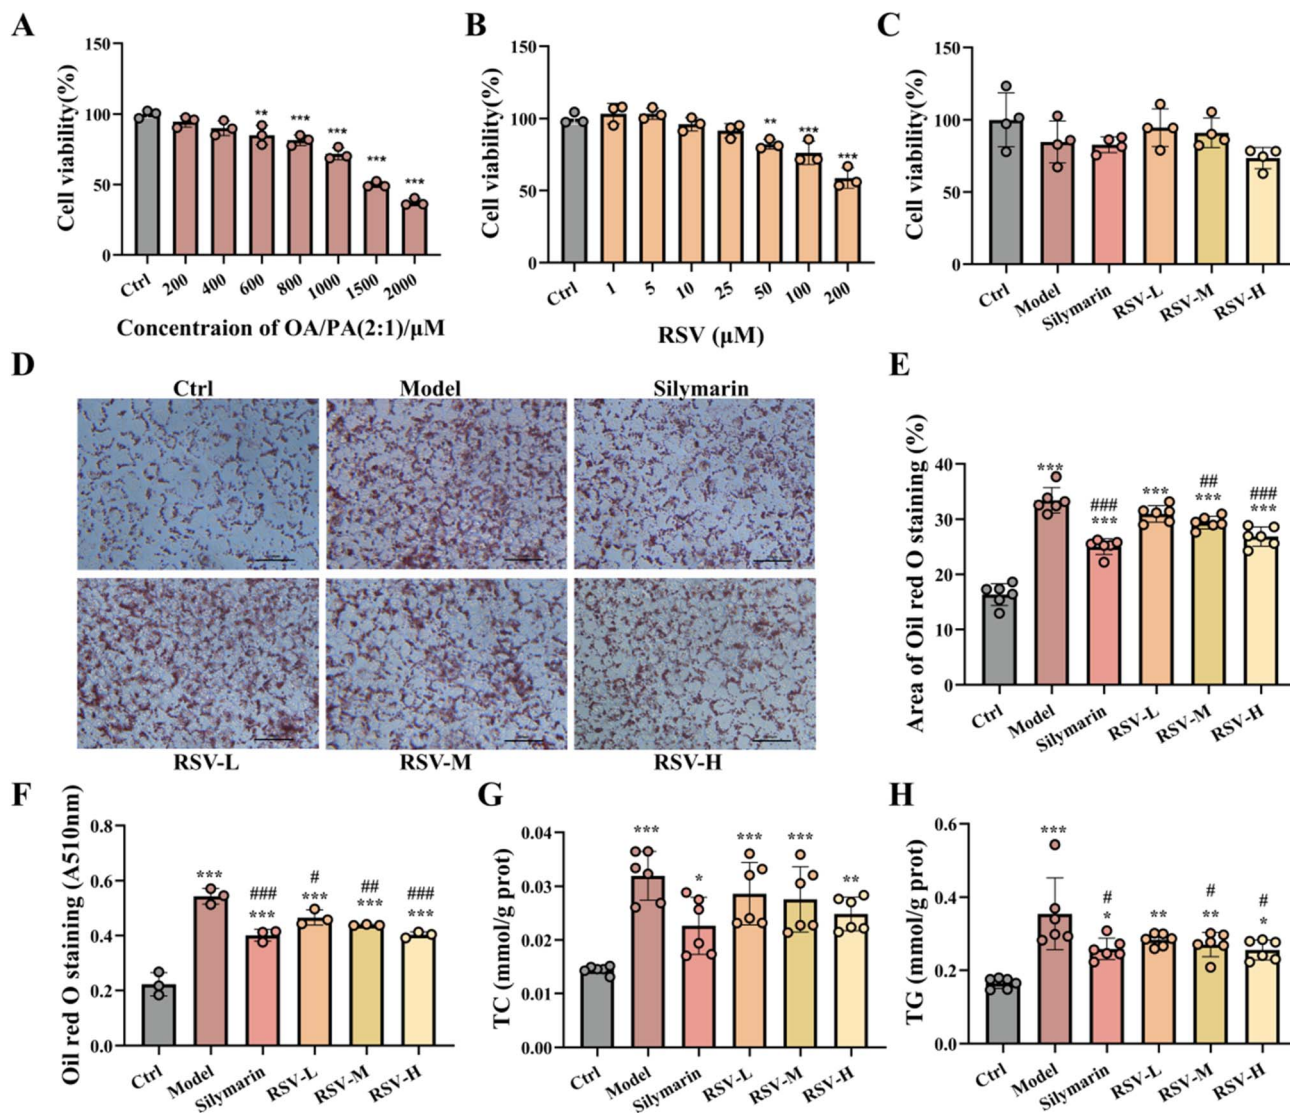 A
150
100
50
0
Cell viability(%)
**
***
***
***
***
Ctrl
200
400
600
800
1000
1500
2000
Concentraion of OA/PA(2:1)/μM
B
150
100
50
0
Cell viability(%)
**
***
***
Ctrl
1
5
10
25
50
100
200
RSV (μM)
C
150
100
50
0
Cell viability(%)
Ctrl
Model
Silymarin
RSV-L
RSV-M
RSV-H
D
Ctrl
Model
Silymarin
RSV-L
RSV-M
RSV-H
E
Area of Oil red O staining (%)
40
30
20
10
0
***
###
***
***
##
***
###
***
Ctrl
Model
Silymarin
RSV-L
RSV-M
RSV-H
F
Oil red O staining (A510nm)
0.8
0.6
0.4
0.2
0.0
***
###
***
#
***
##
***
###
***
Ctrl
Model
Silymarin
RSV-L
RSV-M
RSV-H
G
TC (mmol/g prot)
0.04
0.03
0.02
0.01
0.00
***
*
***
***
**
Ctrl
Model
Silymarin
RSV-L
RSV-M
RSV-H
H
TG (mmol/g prot)
0.6
0.4
0.2
0.0
***
#
*
**
#
**
#
*
Ctrl
Model
Silymarin
RSV-L
RSV-M
RSV-H